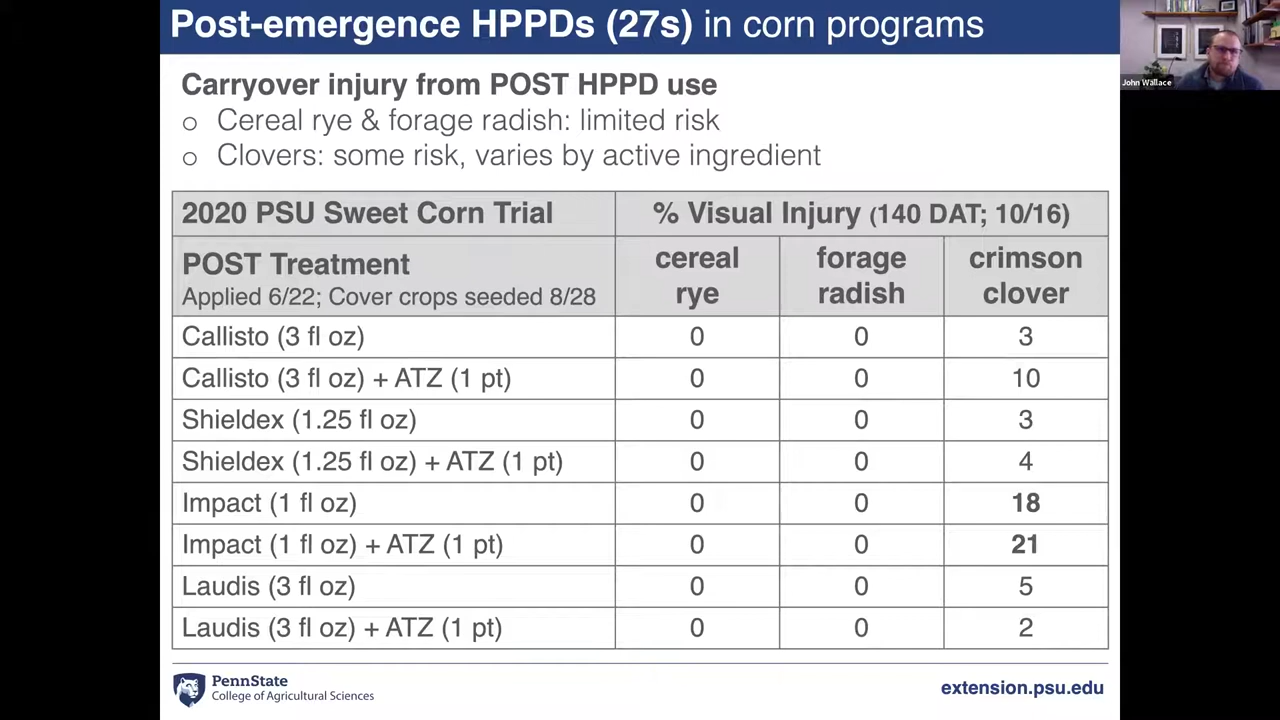 Post-emergence HPPDs (27s) in corn programs
John Wallace
Carryover injury from POST HPPD use
o Cereal rye & forage radish: limited risk
o Clovers: some risk, varies by active ingredient
2020 PSU Sweet Corn Trial % Visual Injury (140 DAT; 10/16)
POST Treatment
Applied 6/22; Cover crops seeded 8/28
cereal rye
forage radish
crimson clover
Callisto (3 fl oz) 0 0 3
Callisto (3 fl oz) + ATZ (1 pt) 0 0 10
Shieldex (1.25 fl oz) 0 0 3
Shieldex (1.25 fl oz) + ATZ (1 pt) 0 0 4
Impact (1 fl oz) 0 0 18
Impact (1 fl oz) + ATZ (1 pt) 0 0 21
Laudis (3 fl oz) 0 0 5
Laudis (3 fl oz) + ATZ (1 pt) 0 0 2
PennState
College of Agricultural Sciences
extension.psu.edu